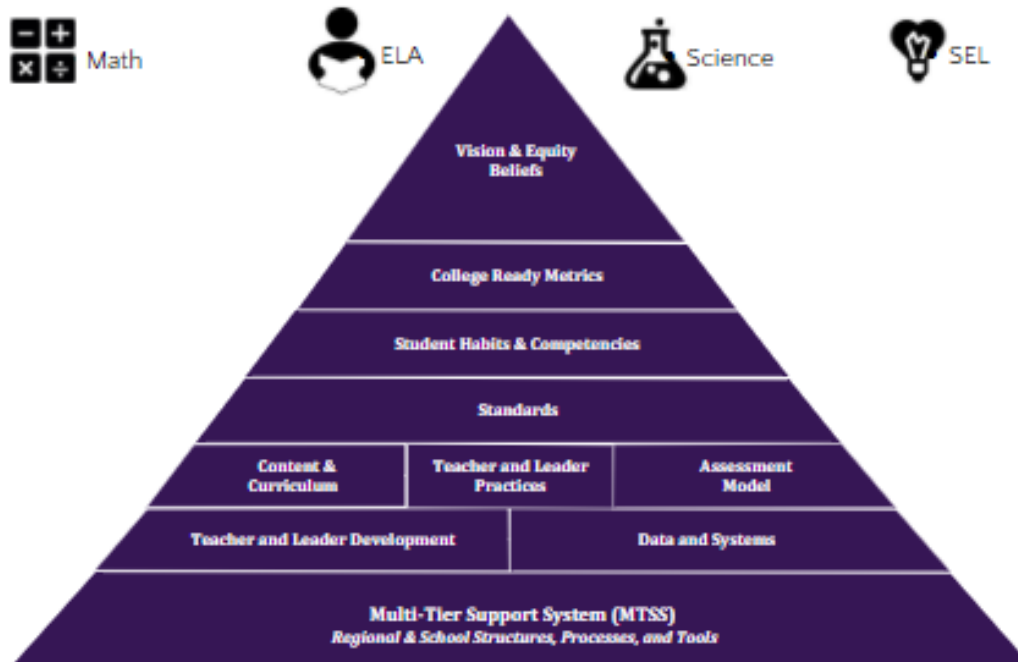 Math
ELA
Science
SEL
Vision & Equity
Beliefs
College Ready Metrics
Student Habits & Competencies
Standards
Content &
Curriculum
Teacher and Leader
Practices
Assessment
Model
Teacher and Leader Development
Data and Systems
Multi-Tier Support System (MTSS)
Regional & School Structures, Processes, and Tools